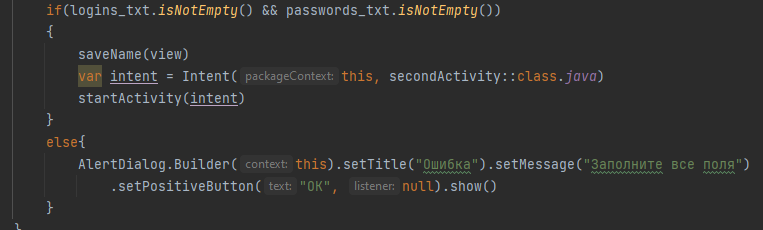 if(logins_txt.isNotEmpty() && passwords_txt.isNotEmpty())
{
saveName(view)
var intent = Intent( packageContext: this, secondActivity::class.java)
startActivity(intent)
}
else{
AlertDialog.Builder( context: this).setTitle("Ошибка").setMessage("Заполните все поля")
.setPositiveButton( text: "OK", listener: null).show()
}
}